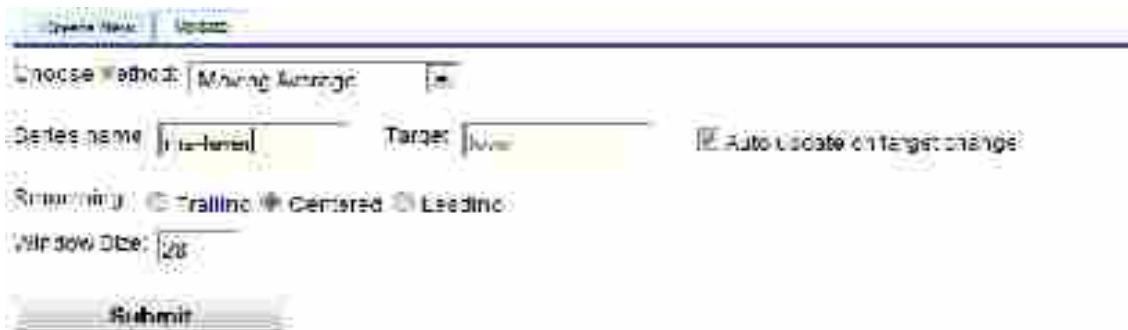 Create New Update
Choose Method: Moving Average
Series name Target Auto update on target change
Smoothing: Trailing Centered Leading
Window Size: 28
Submit